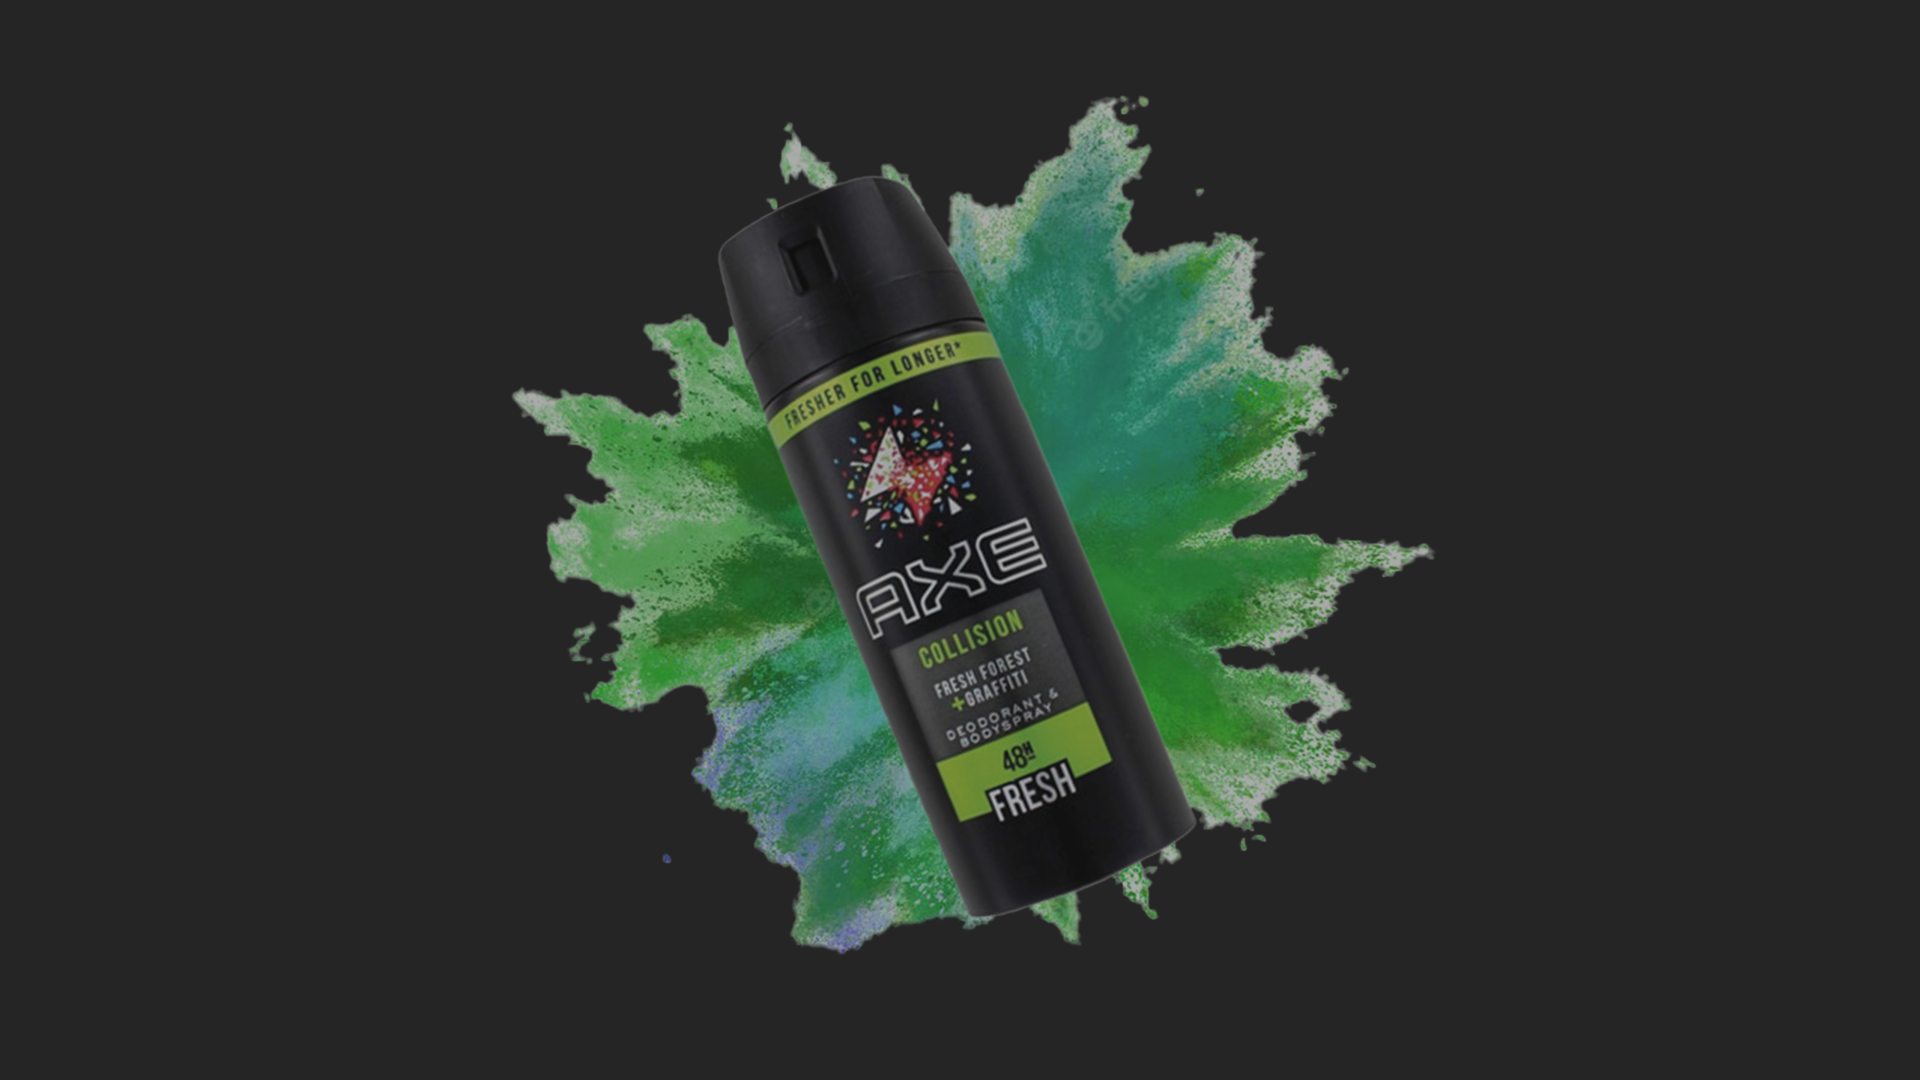 FRESHER FOR LONGER*
AXE
COLLISION
FRESH FOREST
+GRAFFITI
DEODORANT &
BODYSPRAY
48H
FRESH